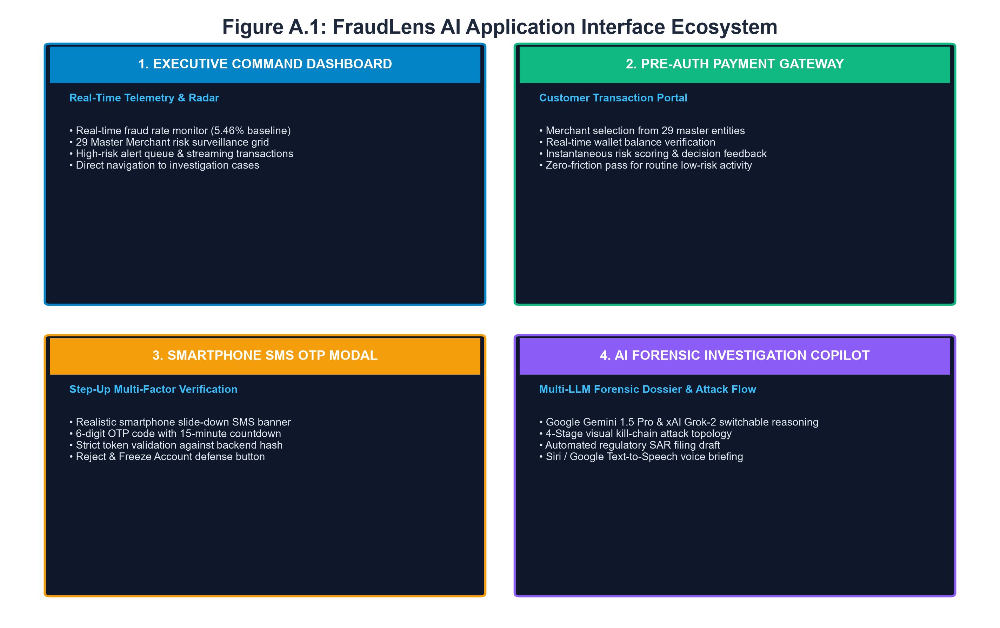 Figure A.1: FraudLens AI Application Interface Ecosystem
1. EXECUTIVE COMMAND DASHBOARD
Real-Time Telemetry & Radar
• Real-time fraud rate monitor (5.46% baseline)
• 29 Master Merchant risk surveillance grid
• High-risk alert queue & streaming transactions
• Direct navigation to investigation cases
2. PRE-AUTH PAYMENT GATEWAY
Customer Transaction Portal
• Merchant selection from 29 master entities
• Real-time wallet balance verification
• Instantaneous risk scoring & decision feedback
• Zero-friction pass for routine low-risk activity
3. SMARTPHONE SMS OTP MODAL
Step-Up Multi-Factor Verification
• Realistic smartphone slide-down SMS banner
• 6-digit OTP code with 15-minute countdown
• Strict token validation against backend hash
• Reject & Freeze Account defense button
4. AI FORENSIC INVESTIGATION COPILOT
Multi-LLM Forensic Dossier & Attack Flow
• Google Gemini 1.5 Pro & xAI Grok-2 switchable reasoning
• 4-Stage visual kill-chain attack topology
• Automated regulatory SAR filing draft
• Siri / Google Text-to-Speech voice briefing